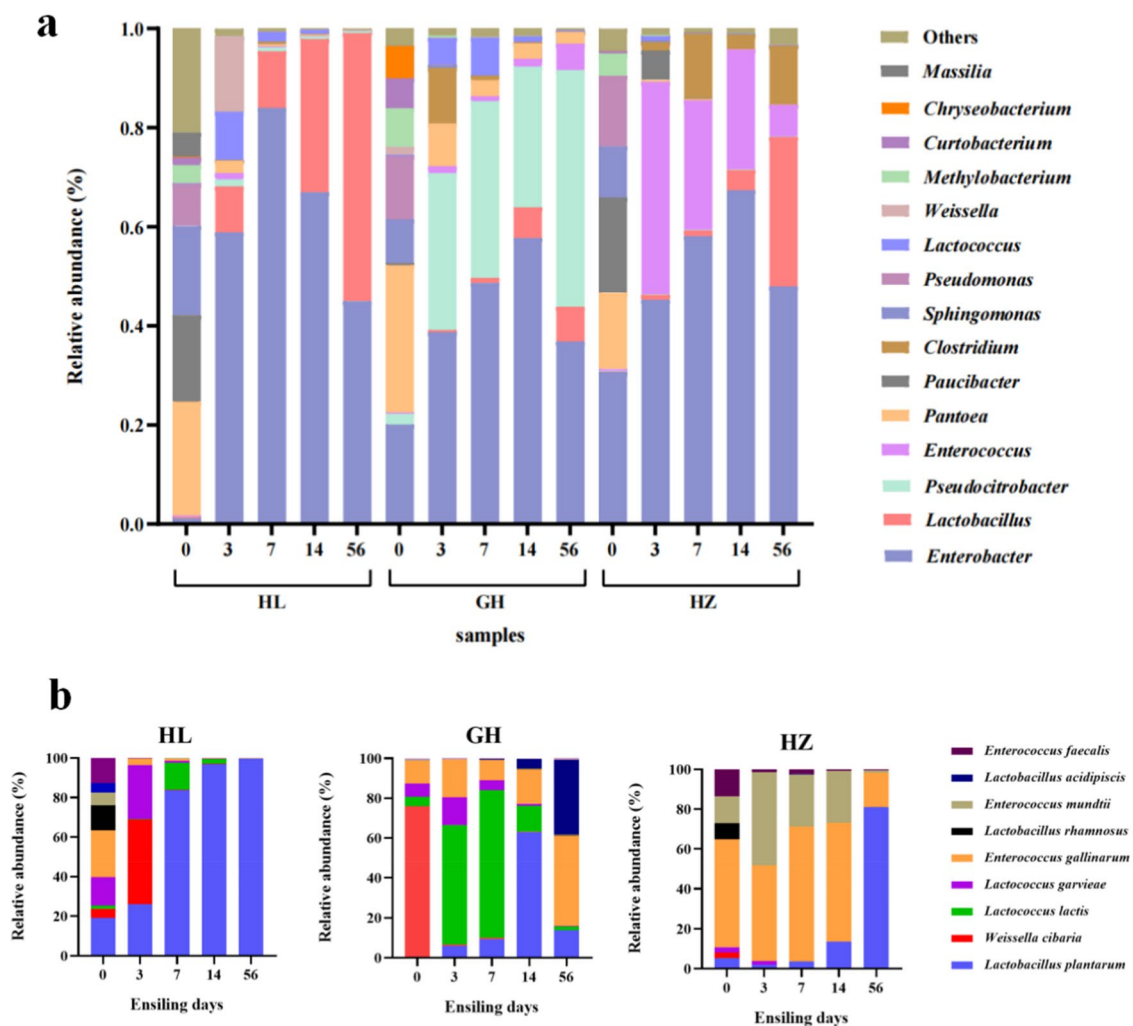 a
Relative abundance (%)
1.0
0.8
0.6
0.4
0.2
0.0
0 3 7 14 56 0 3 7 14 56 0 3 7 14 56
HL GH HZ
samples
Others
Massilia
Chryseobacterium
Curtobacterium
Methylobacterium
Weissella
Lactococcus
Pseudomonas
Sphingomonas
Clostridium
Paucibacter
Pantoea
Enterococcus
Pseudocitrobacter
Lactobacillus
Enterobacter
b
HL
Relative abundance (%)
100
80
60
40
20
0
0 3 7 14 56
Ensiling days
GH
Relative abundance (%)
100
80
60
40
20
0
0 3 7 14 56
Ensiling days
HZ
Relative abundance (%)
100
80
60
40
20
0
0 3 7 14 56
Ensiling days
Enterococcus faecalis
Lactobacillus acidipiscis
Enterococcus mundtii
Lactobacillus rhamnosus
Enterococcus gallinarum
Lactococcus garvieae
Lactococcus lactis
Weissella cibaria
Lactobacillus plantarum